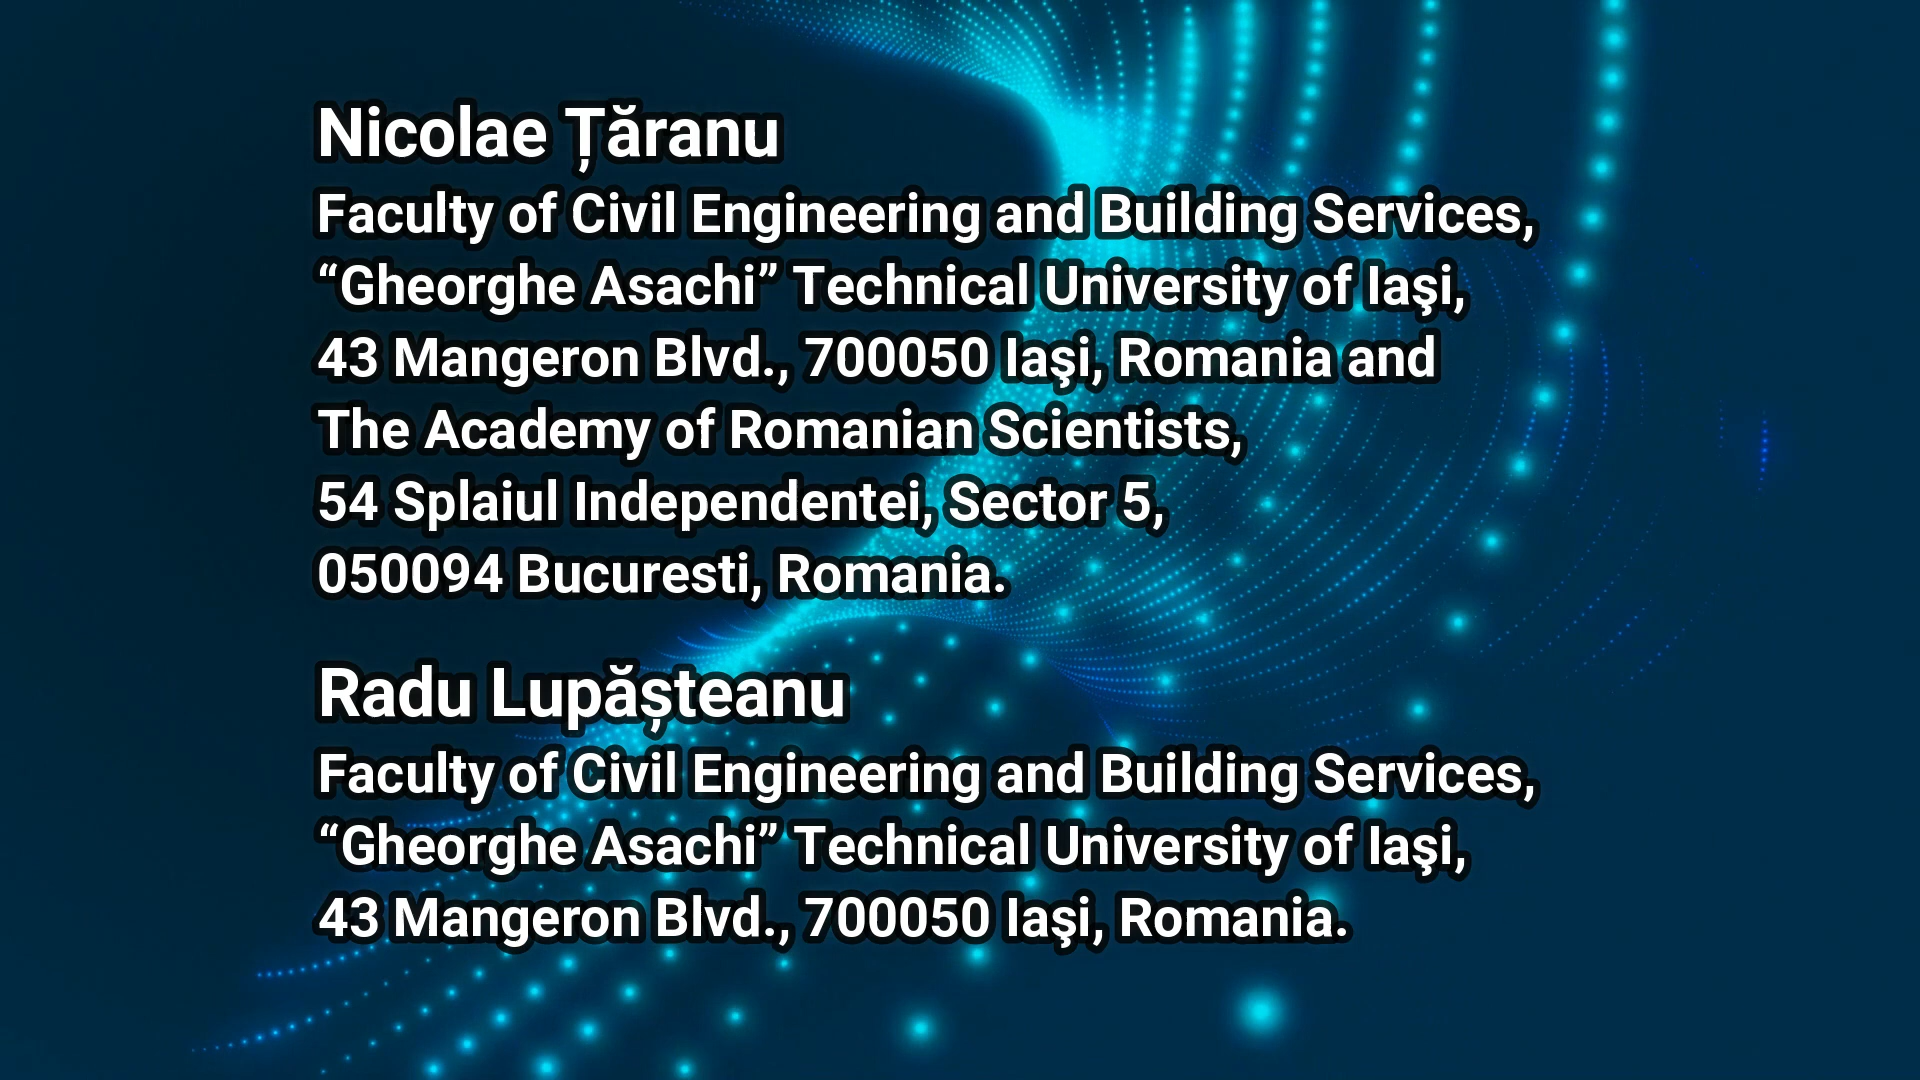 Nicolae Țăranu
Faculty of Civil Engineering and Building Services,
“Gheorghe Asachi” Technical University of Iaşi,
43 Mangeron Blvd., 700050 Iaşi, Romania and
The Academy of Romanian Scientists,
54 Splaiul Independentei, Sector 5,
050094 Bucuresti, Romania.
Radu Lupășteanu
Faculty of Civil Engineering and Building Services,
“Gheorghe Asachi” Technical University of Iaşi,
43 Mangeron Blvd., 700050 Iaşi, Romania.